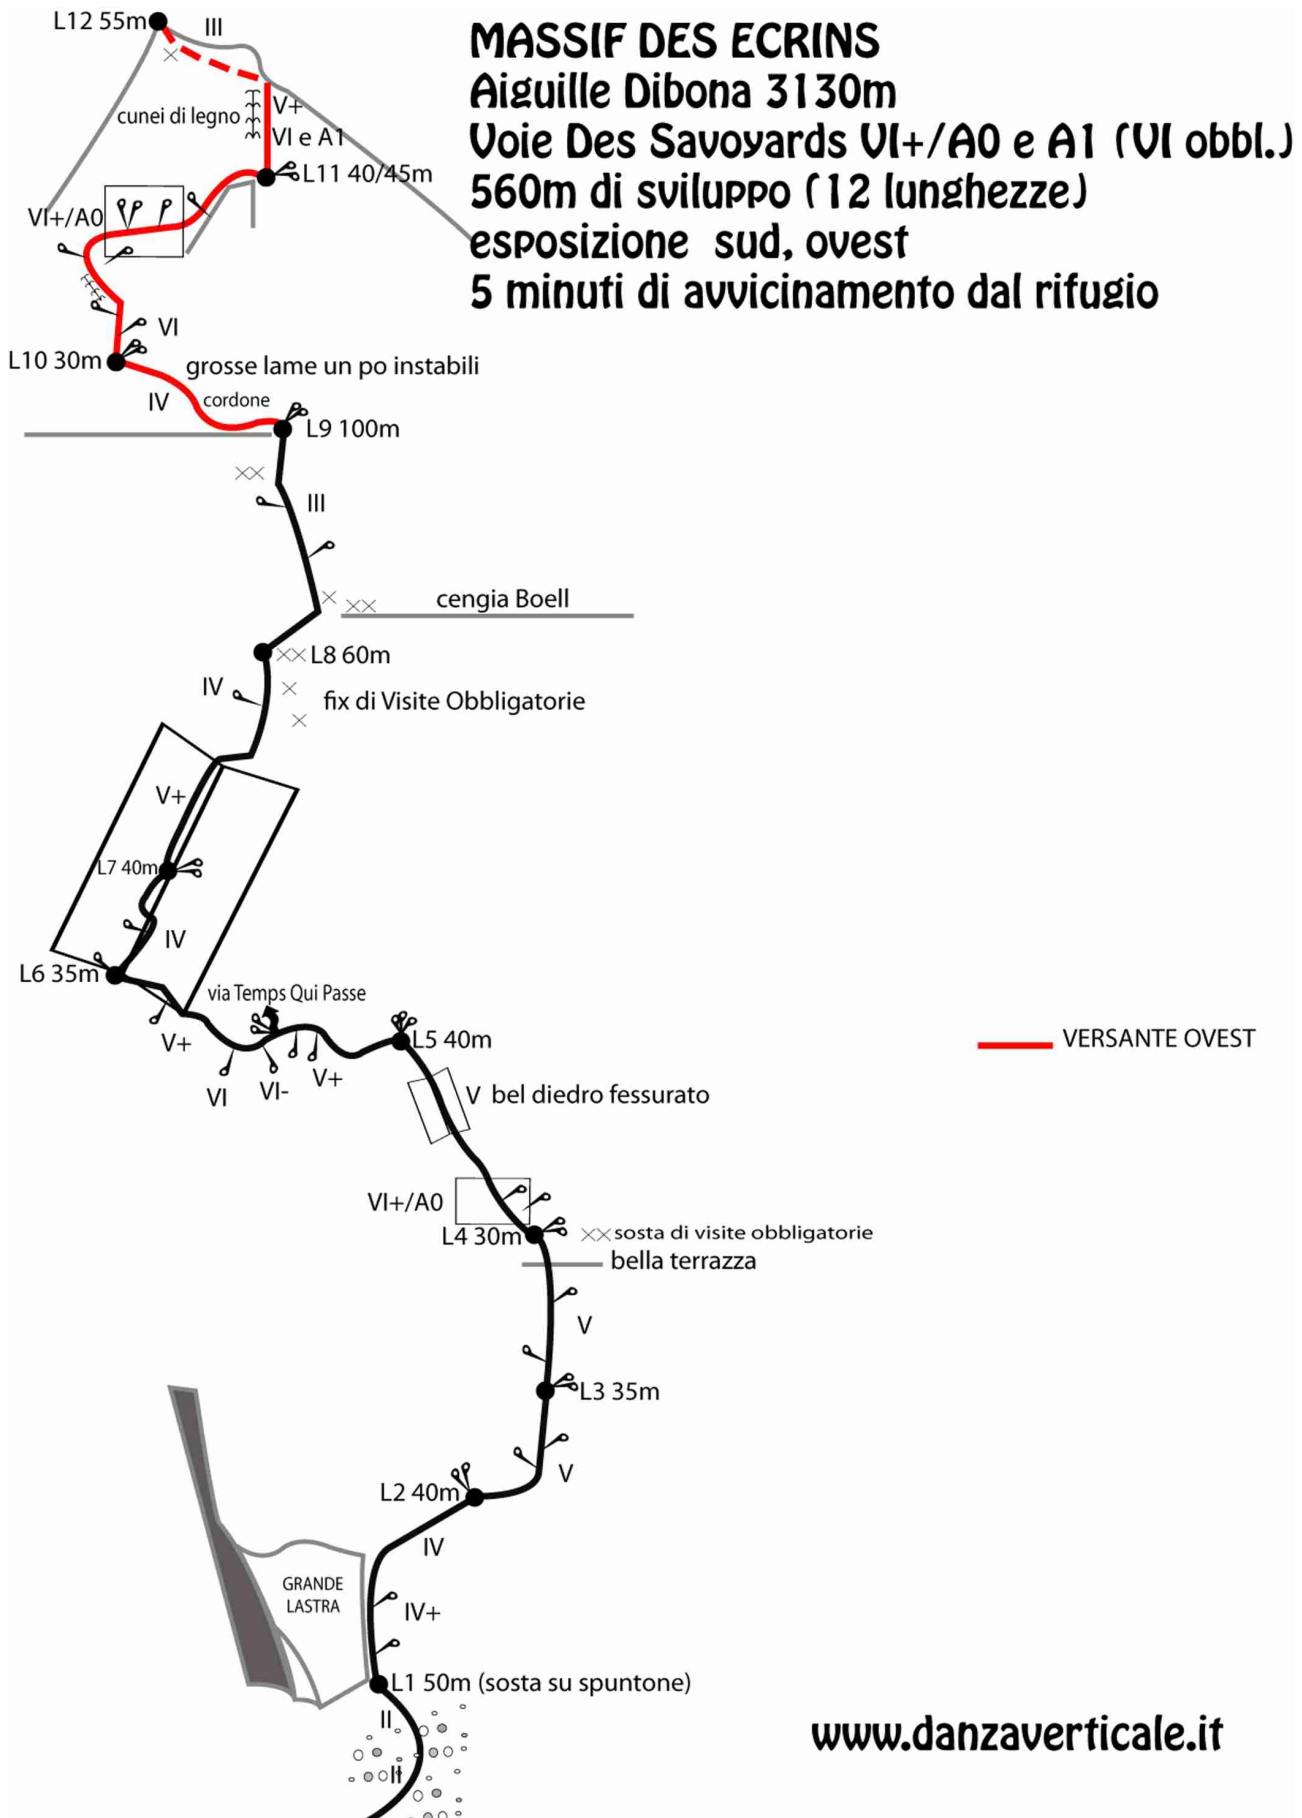 L12 55m
III
MASSIF DES ECRINS
Aiguille Dibona 3130m
Voie Des Savoyards VI+/A0 e A1 (VI obbl.)
560m di sviluppo (12 lunghezze)
esposizione sud, ovest
5 minuti di avvicinamento dal rifugio
cunei di legno
V+
VI e A1
L11 40/45m
VI+/A0
VI
L10 30m
grosse lame un po instabili
IV
cordone
L9 100m
III
cengia Boell
L8 60m
IV
fix di Visite Obbligatorie
V+
L7 40m
IV
L6 35m
via Temps Qui Passe
V+
VI
VI-
V+
L5 40m
VERSANTE OVEST
V bel diedro fessurato
VI+/A0
L4 30m
sosta di visite obbligatorie
bella terrazza
V
L3 35m
V
L2 40m
IV
GRANDE
LASTRA
IV+
L1 50m (sosta su spuntone)
II
www.danzaverticale.it
II